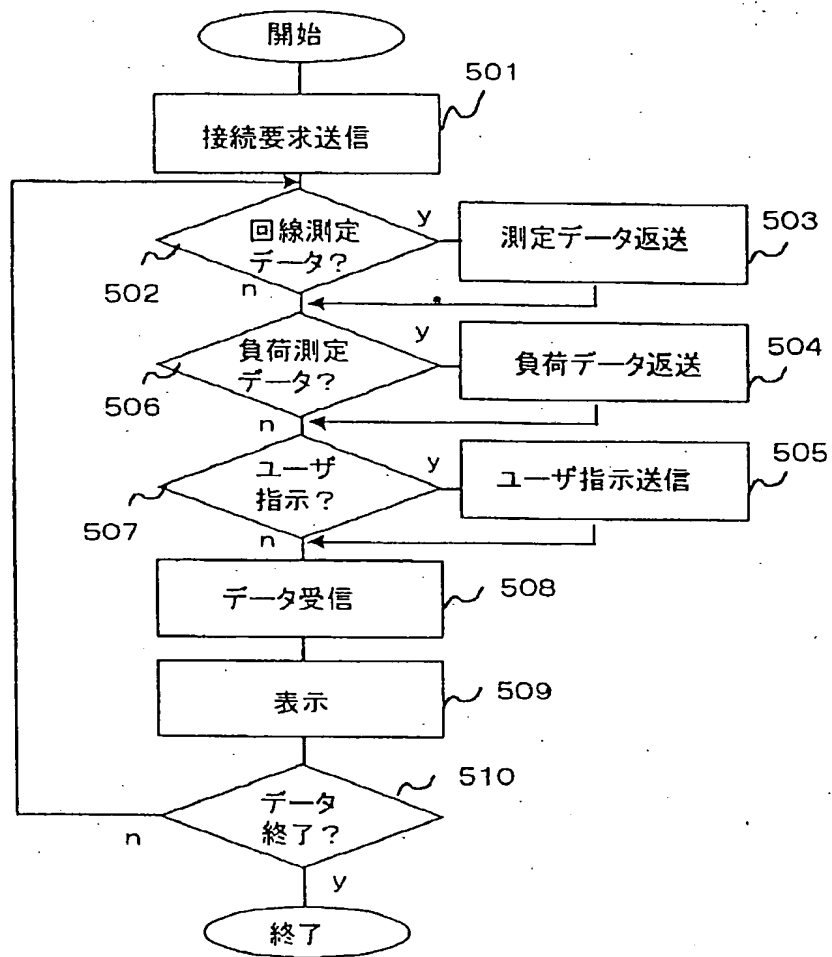 開始
501
接続要求送信
回線測定
データ?
y
n
502
測定データ返送
503
負荷測定
データ?
y
n
506
負荷データ返送
504
ユーザ
指示?
y
n
507
ユーザ指示送信
505
データ受信
508
表示
509
データ
終了?
510
n
y
終了